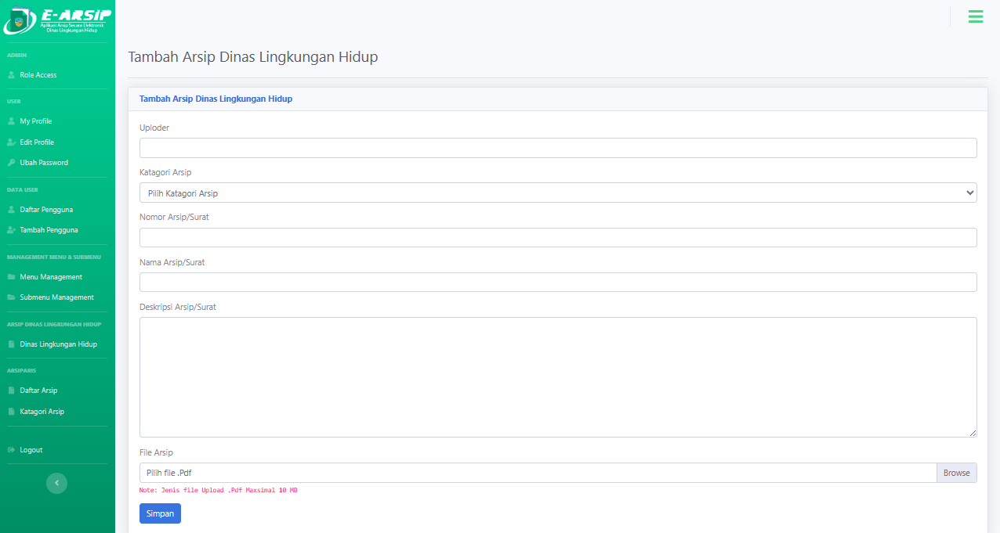 E-ARSIP
Aplikasi Arsip Secara Elektronik
Dinas Lingkungan Hidup
ADMIN
Role Access
USER
My Profile
Edit Profile
Ubah Password
DATA USER
Daftar Pengguna
Tambah Pengguna
MANAGEMENT MENU & SUBMENU
Menu Management
Submenu Management
ARSIP DINAS LINGKUNGAN HIDUP
Dinas Lingkungan Hidup
ARSIPARIS
Daftar Arsip
Katagori Arsip
Logout
Tambah Arsip Dinas Lingkungan Hidup
Tambah Arsip Dinas Lingkungan Hidup
Uploder
Katagori Arsip
Pilih Katagori Arsip
Nomor Arsip/Surat
Nama Arsip/Surat
Deskripsi Arsip/Surat
File Arsip
Pilih file .Pdf
Browse
Note: Jenis file Upload .Pdf Maxsimal 10 MB
Simpan